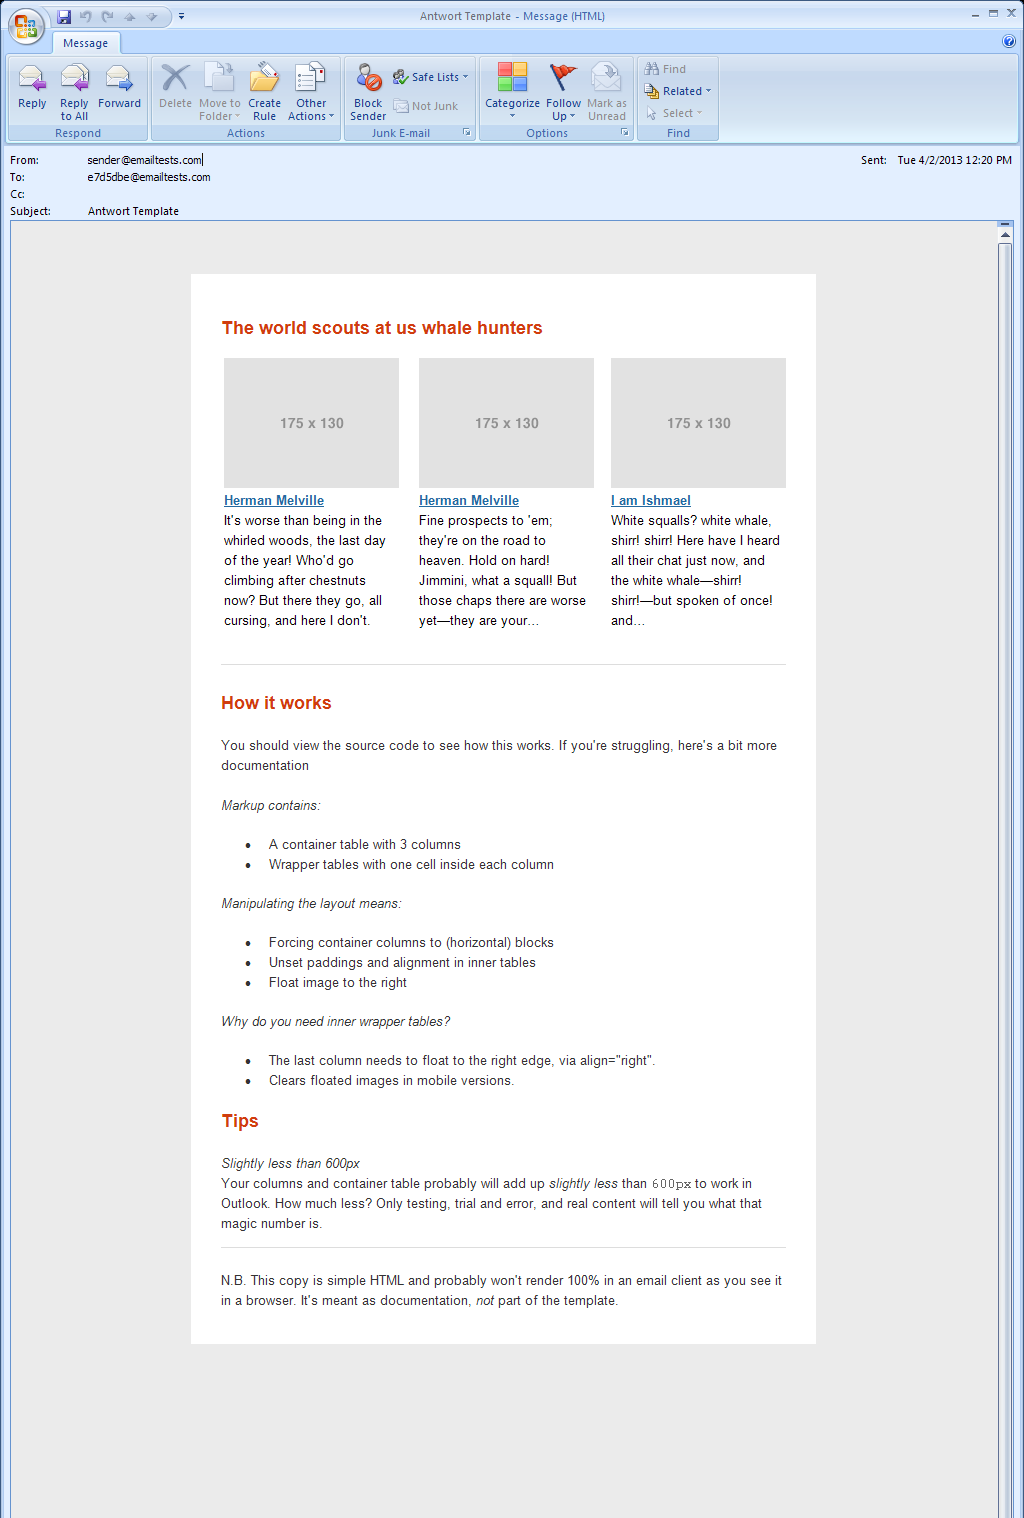 Antwort Template - Message (HTML)
Message
Reply
Reply to All
Forward
Respond
Delete
Move to Folder
Create Rule
Other Actions
Actions
Block Sender
Safe Lists
Not Junk
Junk E-mail
Categorize
Follow Up
Mark as Unread
Options
Find
Related
Select
Find
From: sender@emailtests.com
Sent: Tue 4/2/2013 12:20 PM
To: e7d5dbe@emailtests.com
Cc:
Subject: Antwort Template
The world scouts at us whale hunters
175 x 130
Herman Melville
It's worse than being in the
whirled woods, the last day
of the year! Who'd go
climbing after chestnuts
now? But there they go, all
cursing, and here I don't.
175 x 130
Herman Melville
Fine prospects to 'em;
they're on the road to
heaven. Hold on hard!
Jimmini, what a squall! But
those chaps there are worse
yet—they are your...
175 x 130
I am Ishmael
White squalls? white whale,
shirr! shirr! Here have I heard
all their chat just now, and
the white whale—shirr!
shirr!—but spoken of once!
and...
How it works
You should view the source code to see how this works. If you're struggling, here's a bit more
documentation
Markup contains:
• A container table with 3 columns
• Wrapper tables with one cell inside each column
Manipulating the layout means:
• Forcing container columns to (horizontal) blocks
• Unset paddings and alignment in inner tables
• Float image to the right
Why do you need inner wrapper tables?
• The last column needs to float to the right edge, via align="right".
• Clears floated images in mobile versions.
Tips
Slightly less than 600px
Your columns and container table probably will add up slightly less than 600px to work in
Outlook. How much less? Only testing, trial and error, and real content will tell you what that
magic number is.
N.B. This copy is simple HTML and probably won't render 100% in an email client as you see it
in a browser. It's meant as documentation, not part of the template.